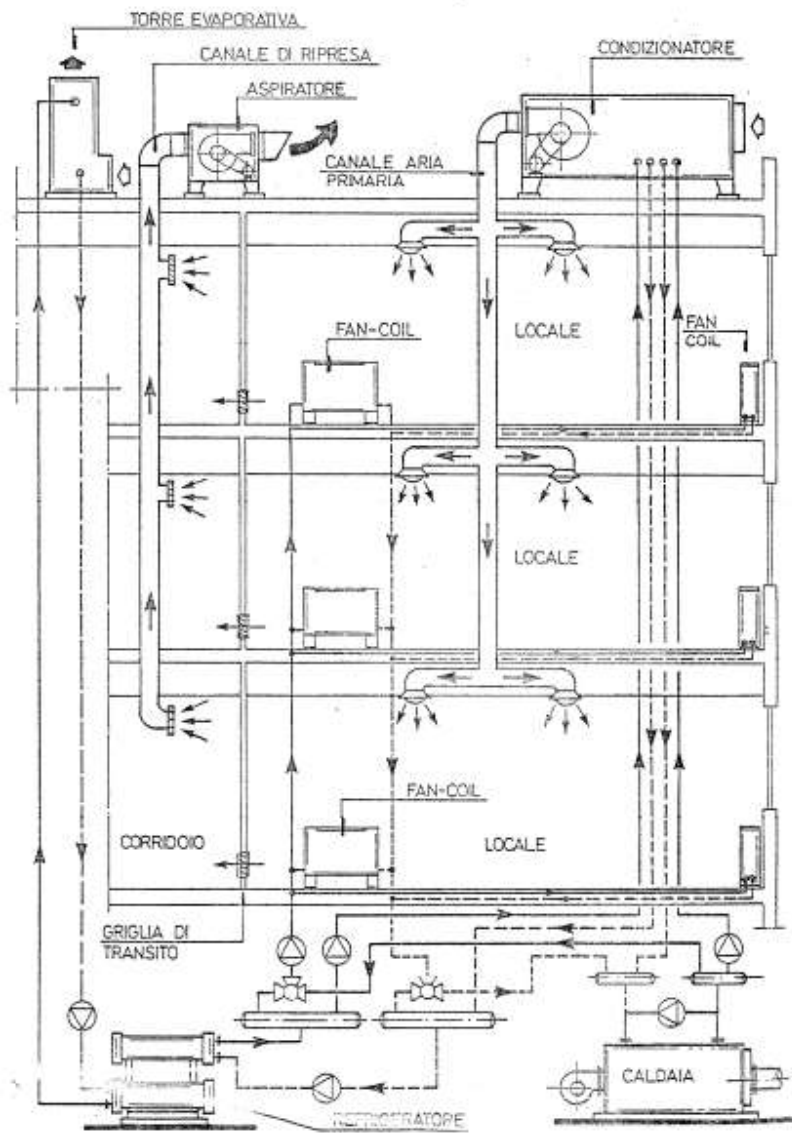 TORRE EVAPORATIVA
CANALE DI RIPRESA
ASPIRATORE
CONDIZIONATORE
CANALE ARIA
PRIMARIA
FAN-COIL
LOCALE
FAN
COIL
LOCALE
FAN-COIL
CORRIDOIO
LOCALE
GRIGLIA DI
TRANSITO
CALDAIA
REFRIGERATORE